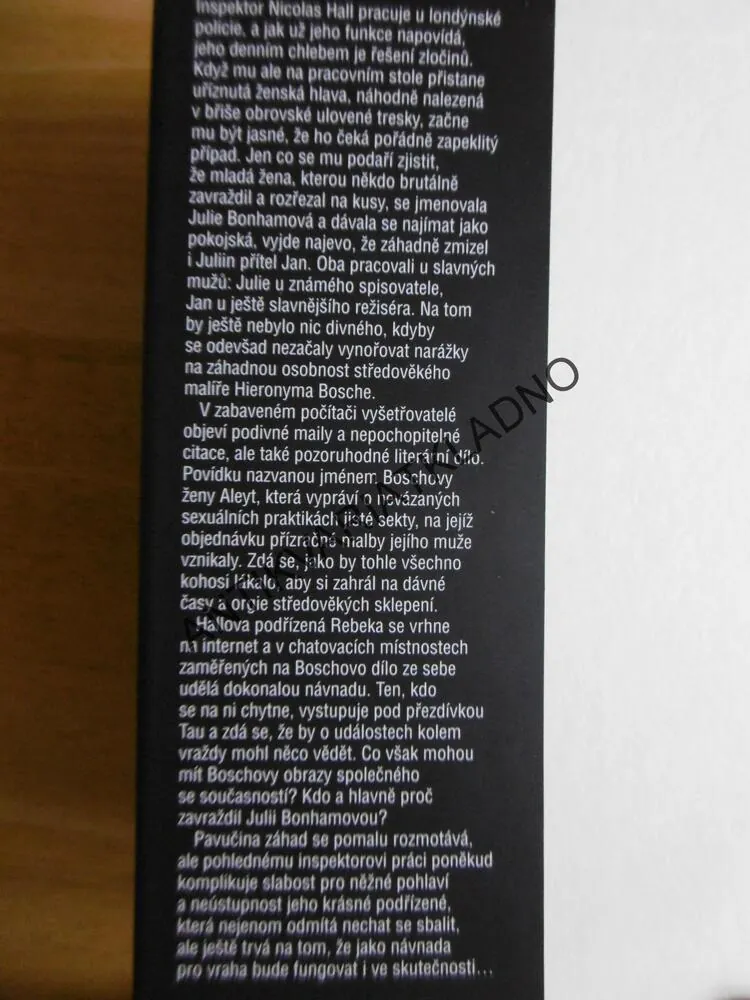 Inspektor Nicolas Hall pracuje u londýnské
policie, a jak už jeho funkce napovídá,
jeho denním chlebem je řešení zločinů.
Když mu ale na pracovním stole přistane
uříznutá ženská hlava, náhodně nalezená
v břiše obrovské ulovené tresky, začne
mu být jasné, že ho čeká pořádně zapeklitý
případ. Jen co se mu podaří zjistit,
že mladá žena, kterou někdo brutálně
zavraždil a rozřezal na kusy, se jmenovala
Julie Bonhamová a dávala se najímat jako
pokojská, vyjde najevo, že záhadně zmizel
i Juliin přítel Jan. Oba pracovali u slavných
mužů: Julie u známého spisovatele,
Jan u ještě slavnějšího režiséra. Na tom
by ještě nebylo nic divného, kdyby
se odevšad nezačaly vynořovat narážky
na záhadnou osobnost středověkého
malíře Hieronyma Bosche.
V zabaveném počítači vyšetřovatelé
objeví podivné maily a nepochopitelné
citace, ale také pozoruhodné literární dílo.
Povídku nazvanou jménem Boschovy
ženy Aleyt, která vypráví o nevázaných
sexuálních praktikách jisté sekty, na jejíž
objednávku přízračné malby jejího muže
vznikaly. Zdá se, jako by tohle všechno
kohosi lákalo, aby si zahrál na dávné
časy a orgie středověkých sklepení.
Hallova podřízená Rebeka se vrhne
na internet a v chatovacích místnostech
zaměřených na Boschovo dílo ze sebe
udělá dokonalou návnadu. Ten, kdo
se na ni chytne, vystupuje pod přezdívkou
Tau a zdá se, že by o událostech kolem
vraždy mohl něco vědět. Co však mohou
mít Boschovy obrazy společného
se současností? Kdo a hlavně proč
zavraždil Julii Bonhamovou?
Pavučina záhad se pomalu rozmotává,
ale pohlednému inspektorovi práci poněkud
komplikuje slabost pro něžné pohlaví
a neústupnost jeho krásné podřízené,
která nejenom odmítá nechat se sbalit,
ale ještě trvá na tom, že jako návnada
pro vraha bude fungovat i ve skutečnosti...
ANTIKVARIATKLADNO